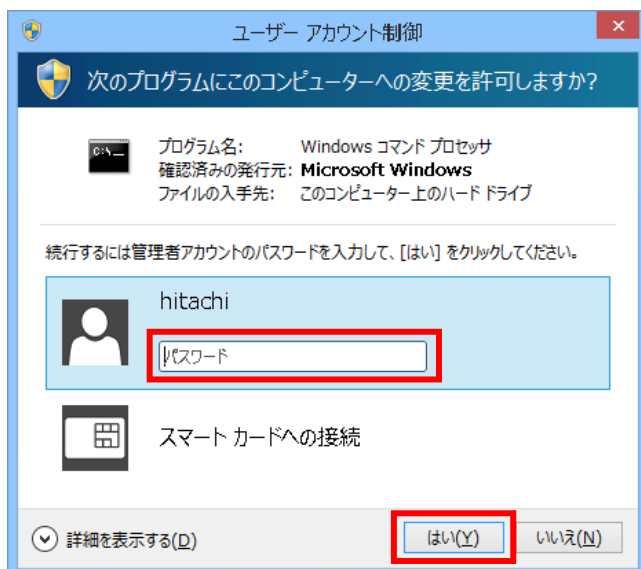 ユーザー アカウント制御
次のプログラムにこのコンピューターへの変更を許可しますか?
C:\_
プログラム名: Windows コマンド プロセッサ
確認済みの発行元: Microsoft Windows
ファイルの入手先: このコンピューター上のハード ドライブ
続行するには管理者アカウントのパスワードを入力して、[はい] をクリックしてください。
hitachi
パスワード
スマート カードへの接続
詳細を表示する(D)
はい(Y)
いいえ(N)